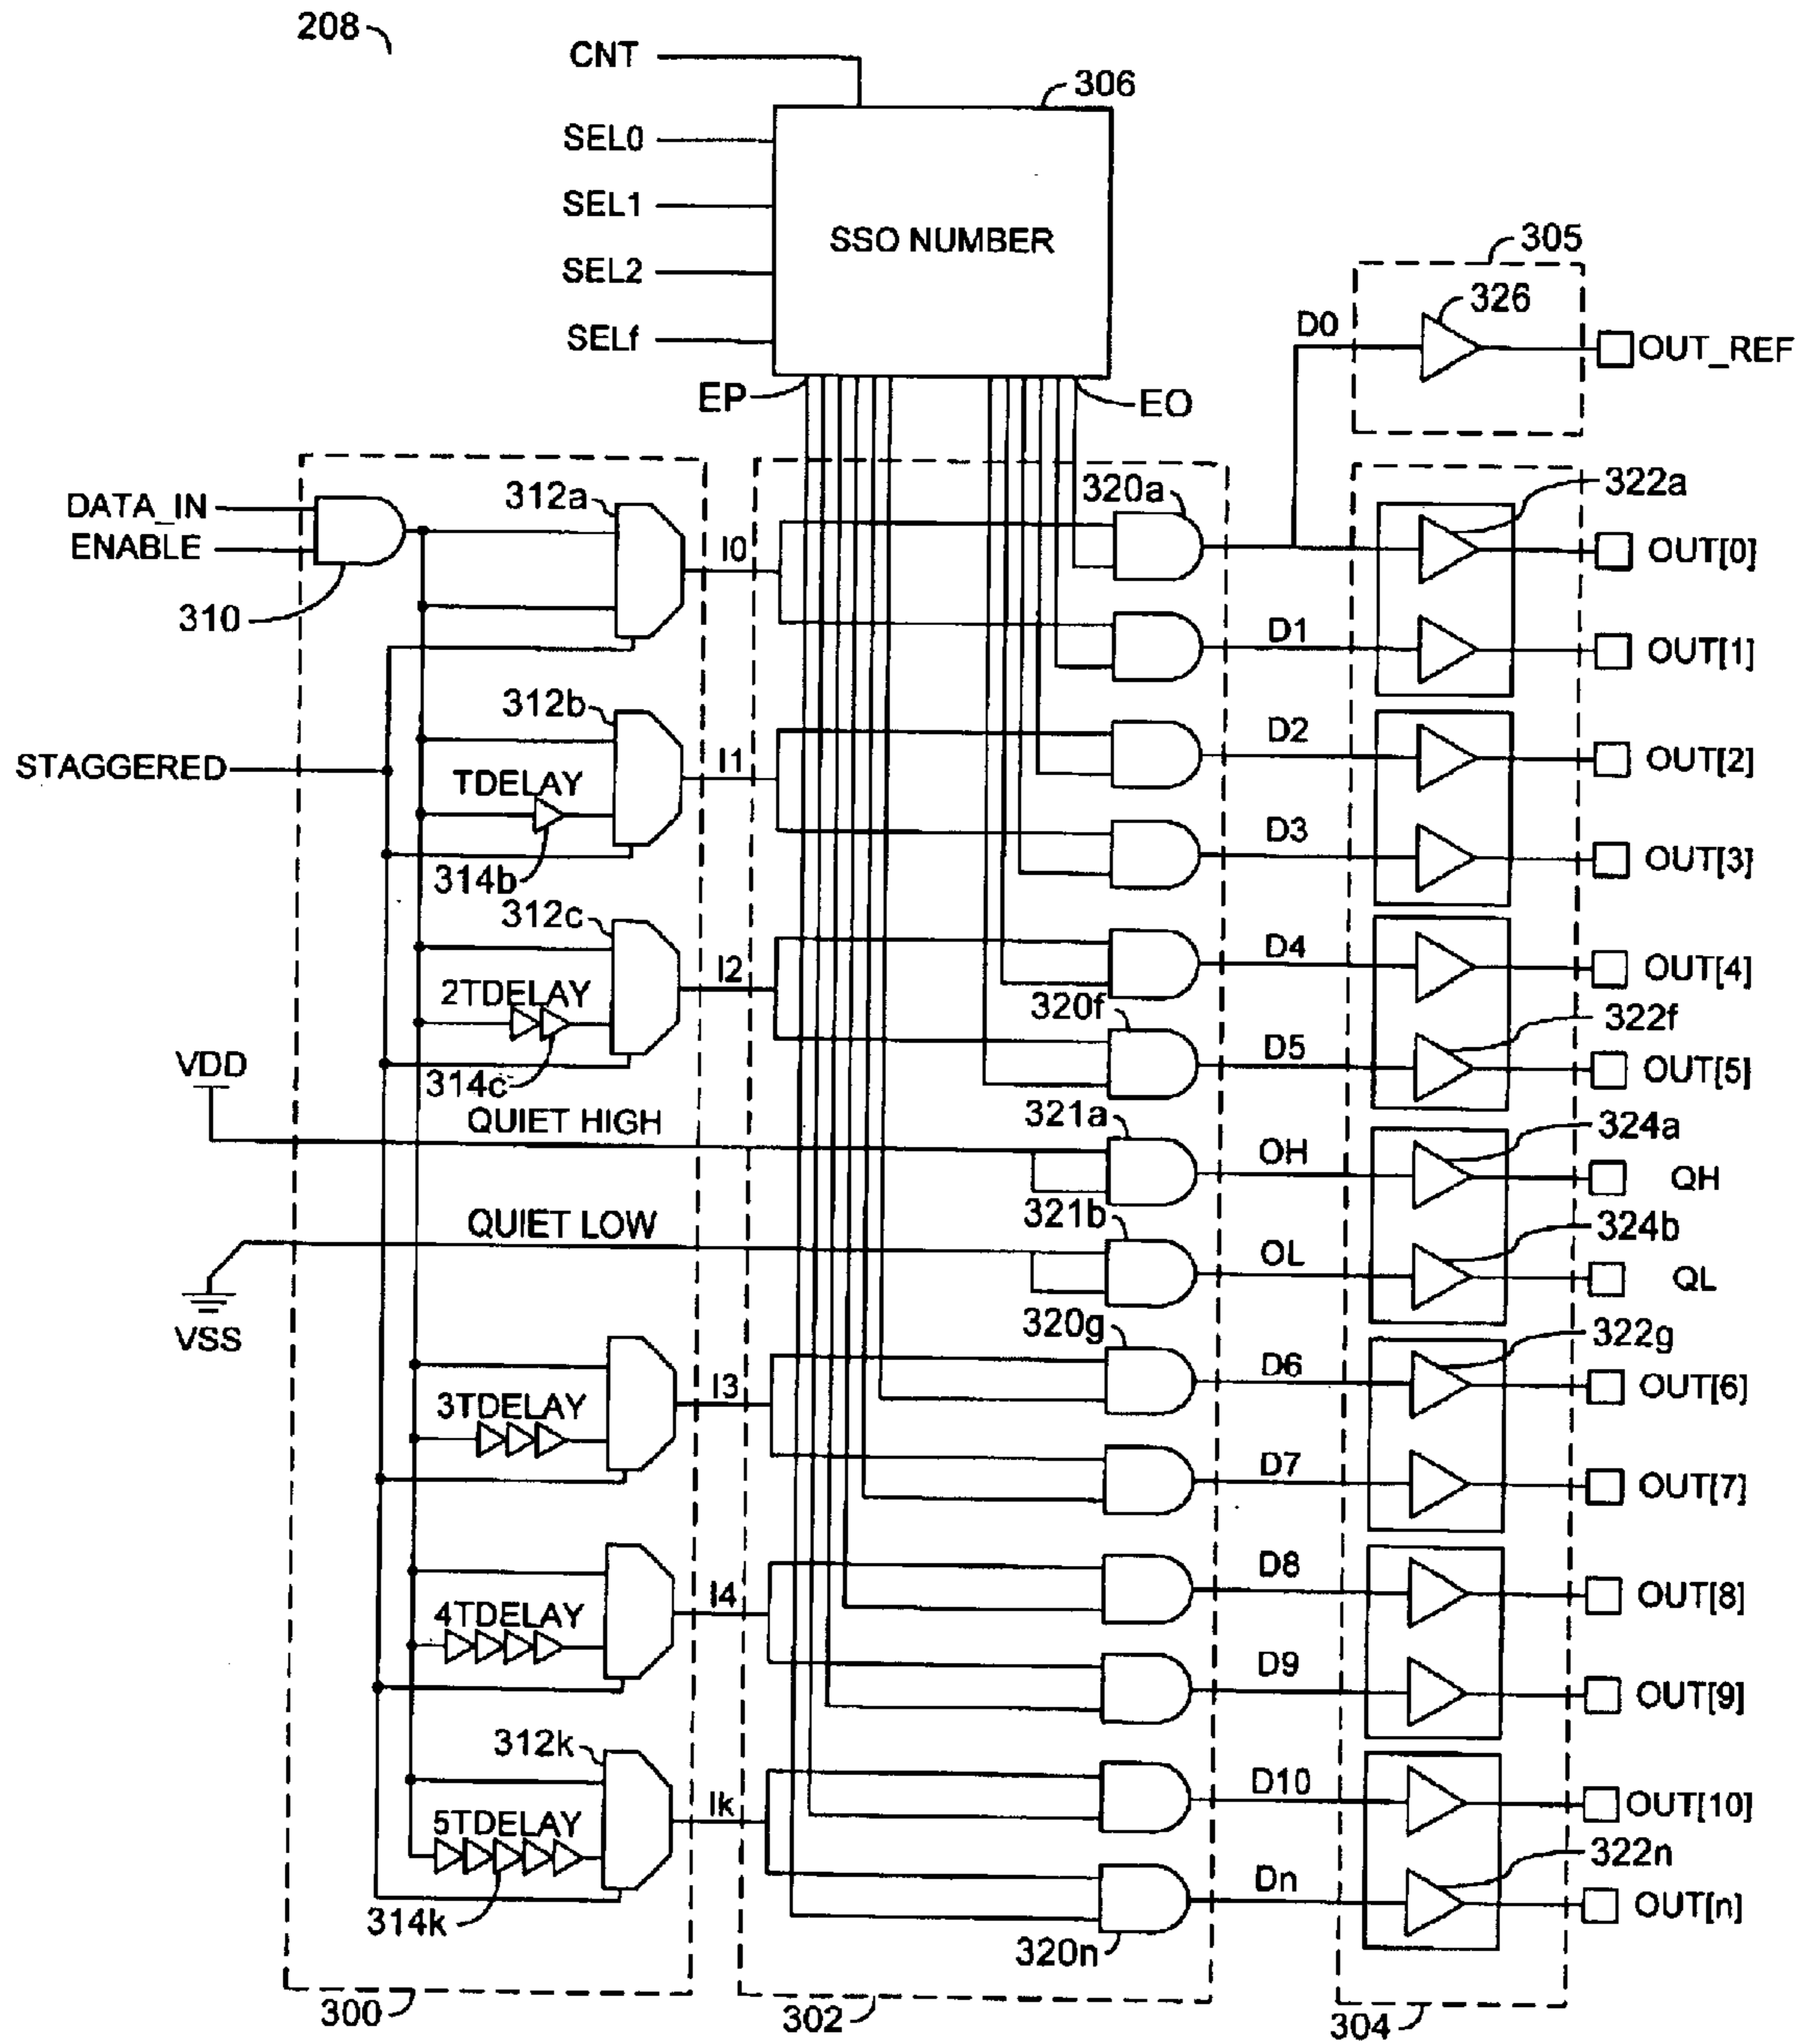 208
CNT
306
SEL0
SEL1
SSO NUMBER
SEL2
SELf
305
326
D0
OUT_REF
EP
EO
DATA_IN
ENABLE
310
312a
I0
320a
322a
OUT[0]
D1
OUT[1]
312b
STAGGERED
TDELAY
I1
D2
OUT[2]
314b
D3
OUT[3]
312c
2TDELAY
I2
D4
OUT[4]
320f
322f
314c
D5
OUT[5]
VDD
QUIET HIGH
321a
OH
324a
QH
QUIET LOW
321b
OL
324b
QL
VSS
320g
322g
3TDELAY
I3
D6
OUT[6]
D7
OUT[7]
4TDELAY
I4
D8
OUT[8]
D9
OUT[9]
312k
5TDELAY
Ik
D10
OUT[10]
314k
Dn
322n
OUT[n]
320n
300
302
304